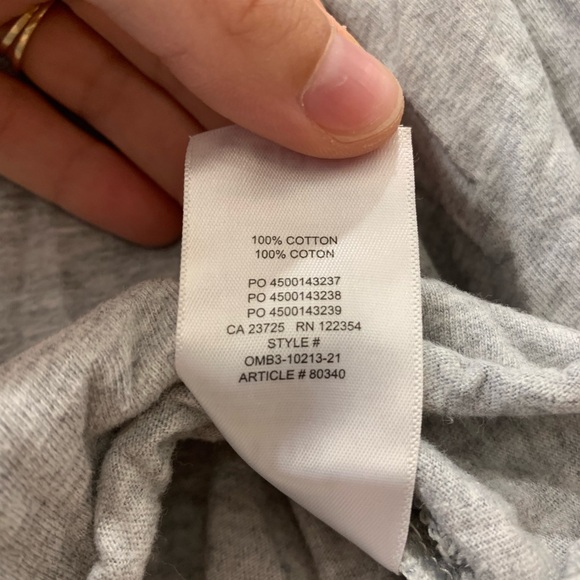 100% COTTON
100% COTON
PO 4500143237
PO 4500143238
PO 4500143239
CA 23725 RN 122354
STYLE #
OMB3-10213-21
ARTICLE # 80340